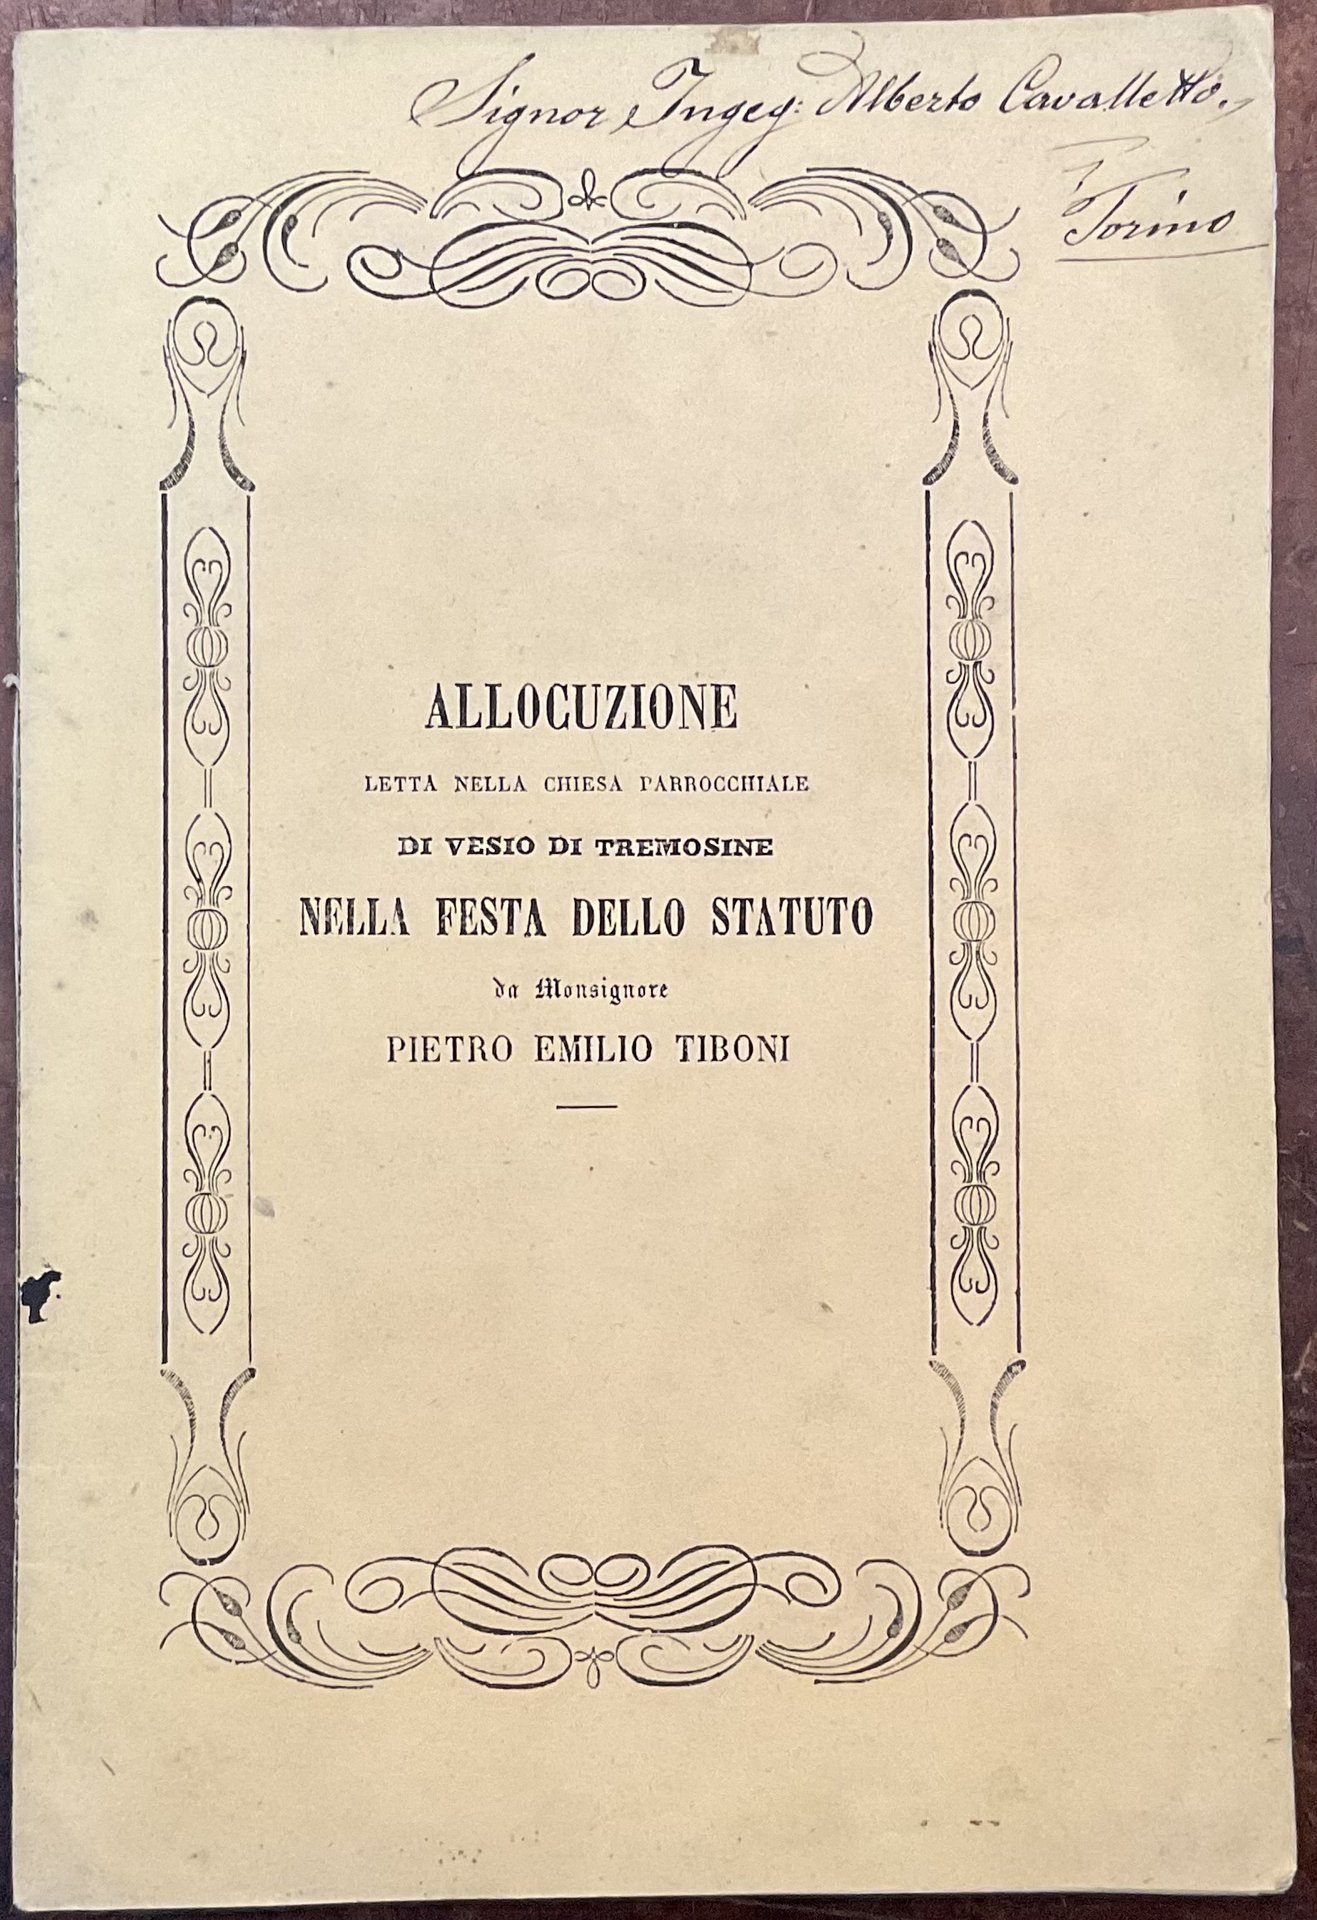 Signor Ingeg: Alberto Cavalletto.
Torino
ALLOCUZIONE
LETTA NELLA CHIESA PARROCCHIALE
DI VESIO DI TREMOSINE
NELLA FESTA DELLO STATUTO
da Monsignore
PIETRO EMILIO TIBONI